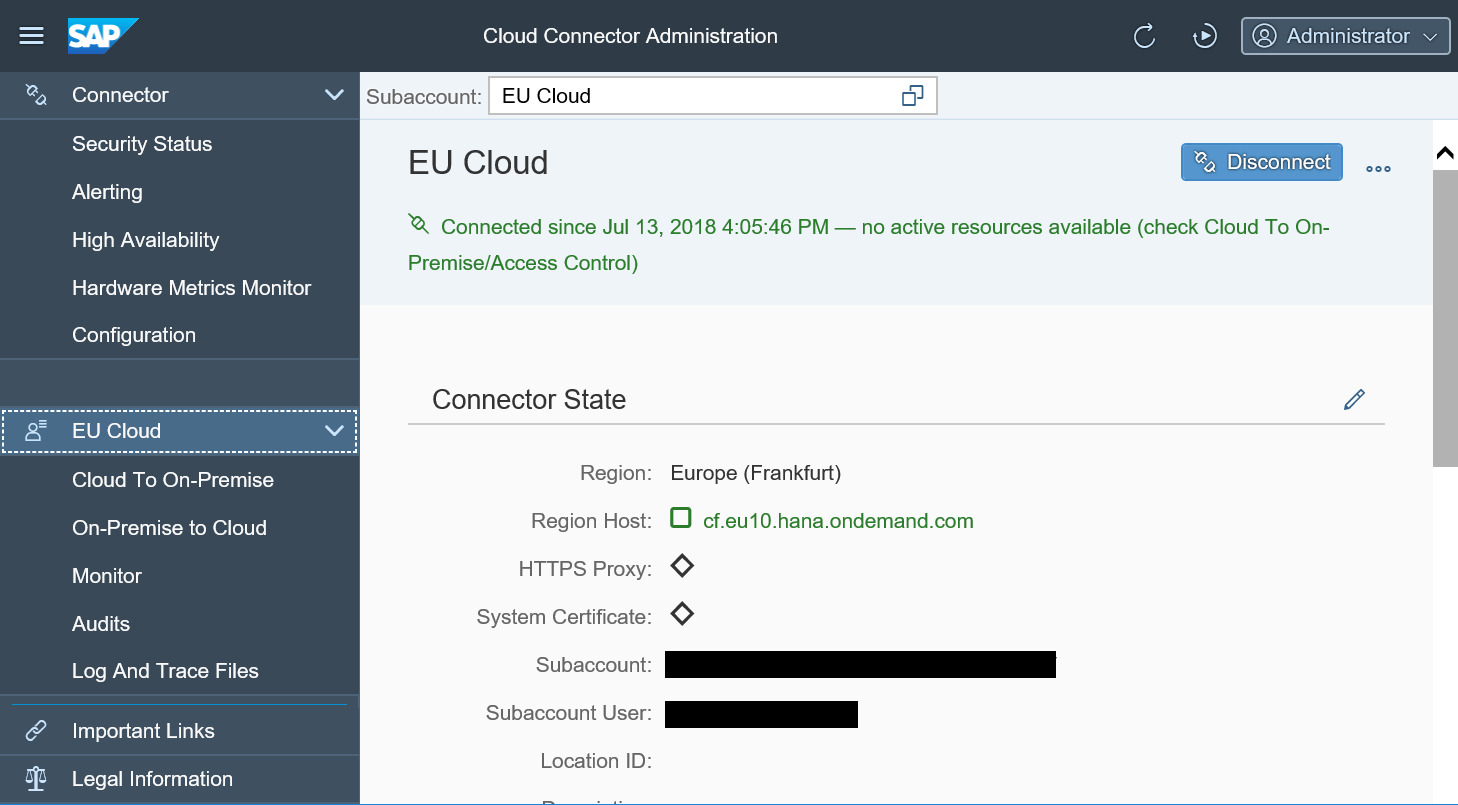 SAP
Cloud Connector Administration
Administrator
Connector
Security Status
Alerting
High Availability
Hardware Metrics Monitor
Configuration
EU Cloud
Cloud To On-Premise
On-Premise to Cloud
Monitor
Audits
Log And Trace Files
Important Links
Legal Information
Subaccount: EU Cloud
EU Cloud
Disconnect
Connected since Jul 13, 2018 4:05:46 PM — no active resources available (check Cloud To On-
Premise/Access Control)
Connector State
Region: Europe (Frankfurt)
Region Host: cf.eu10.hana.ondemand.com
HTTPS Proxy:
System Certificate:
Subaccount:
Subaccount User:
Location ID: